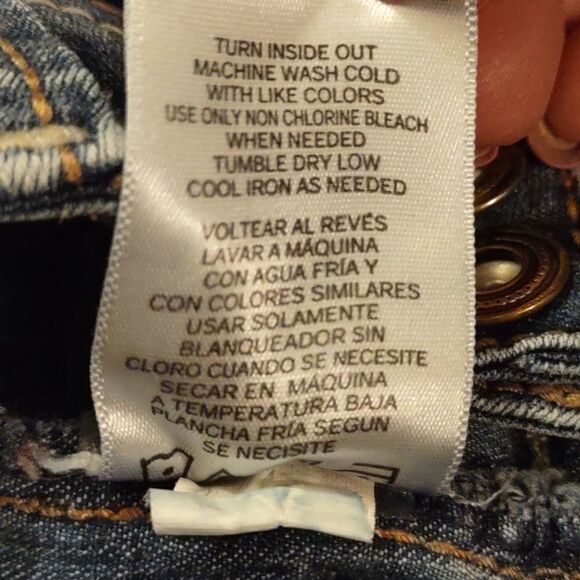 TURN INSIDE OUT
MACHINE WASH COLD
WITH LIKE COLORS
USE ONLY NON CHLORINE BLEACH
WHEN NEEDED
TUMBLE DRY LOW
COOL IRON AS NEEDED
VOLTEAR AL REVÉS
LAVAR A MÁQUINA
CON AGUA FRÍA Y
CON COLORES SIMILARES
USAR SOLAMENTE
BLANQUEADOR SIN
CLORO CUANDO SE NECESITE
SECAR EN MÁQUINA
A TEMPERATURA BAJA
PLANCHA FRÍA SEGUN
SE NECISITE